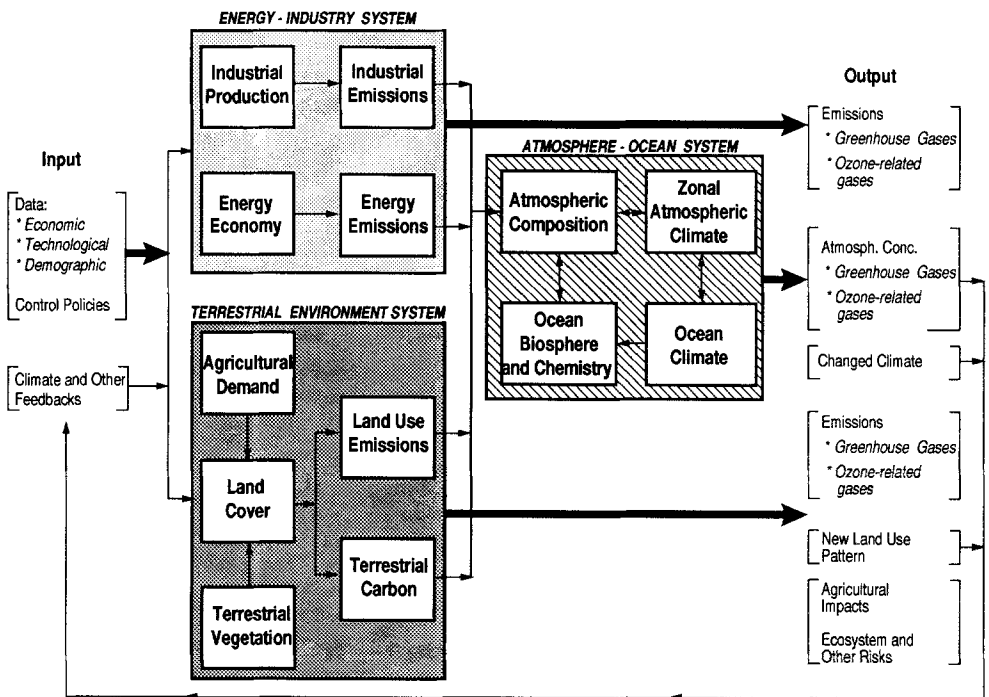 Input
Data:
* Economic
* Technological
* Demographic
Control Policies
Climate and Other
Feedbacks
ENERGY - INDUSTRY SYSTEM
Industrial
Production
Industrial
Emissions
Energy
Economy
Energy
Emissions
TERRESTRIAL ENVIRONMENT SYSTEM
Agricultural
Demand
Land
Cover
Terrestrial
Vegetation
Land Use
Emissions
Terrestrial
Carbon
ATMOSPHERE - OCEAN SYSTEM
Atmospheric
Composition
Zonal
Atmospheric
Climate
Ocean
Biosphere
and Chemistry
Ocean
Climate
Output
Emissions
* Greenhouse Gases
* Ozone-related
gases
Atmosph. Conc.
* Greenhouse Gases
* Ozone-related
gases
Changed Climate
Emissions
* Greenhouse Gases
* Ozone-related
gases
New Land Use
Pattern
Agricultural
Impacts
Ecosystem and
Other Risks